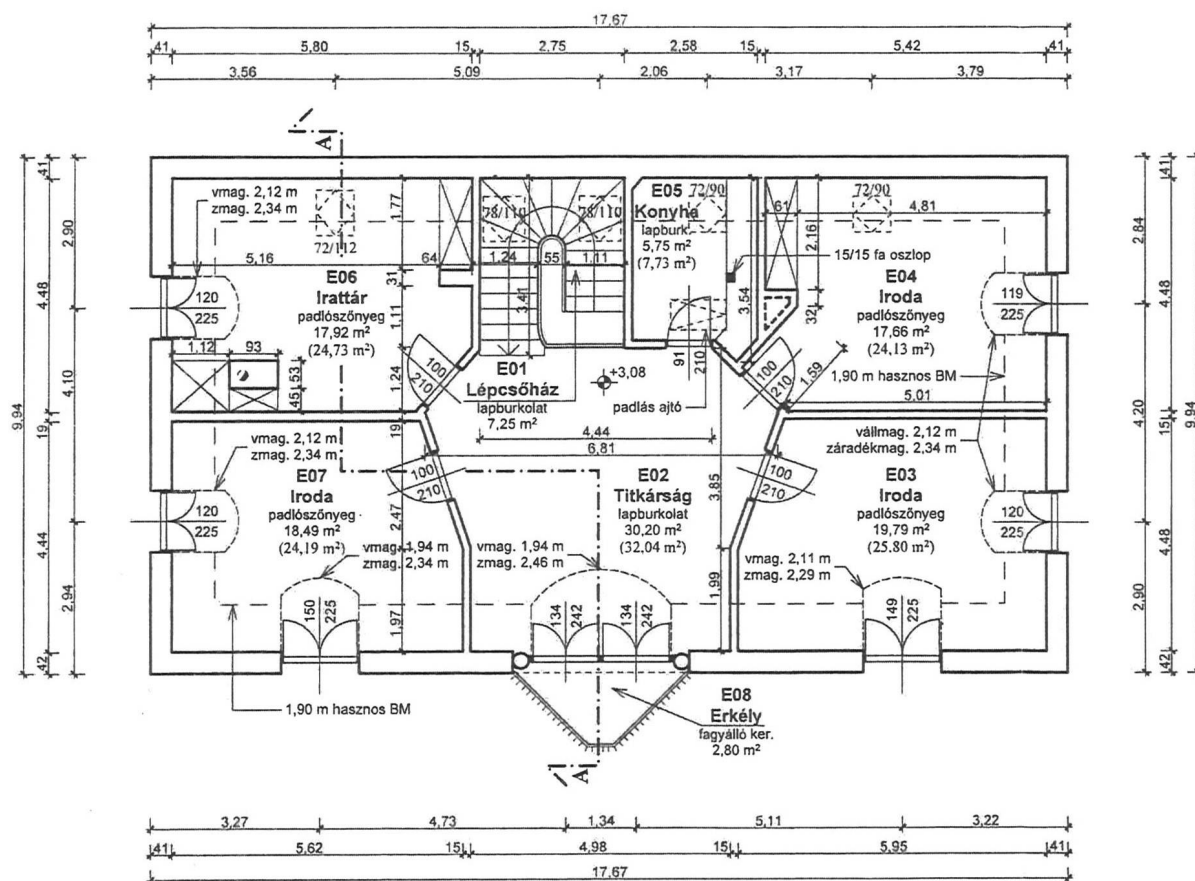 17,67
41 5,80 15 2,75 2,58 15 5,42 41
3,56 5,09 2,06 3,17 3,79
A
9,94
41 4,48 19 4,44 42
2,90 4,10 2,94
vmag. 2,12 m
zmag. 2,34 m
72/112
1,77
5,16 64
31
1,11
E06
Irattár
padlószőnyeg
17,92 m²
(24,73 m²)
120
225
1,12 93
53
45
1,24
100
210
78/110
78/110
1,24 55 1,11
3,41
E01
Lépcsőház
lapburkolat
7,25 m²
E05
Konyha
lapburk.
5,75 m²
(7,73 m²)
72/90
3,54
91
210
+3,08
padlás ajtó
15/15 fa oszlop
61
72/90
4,81
2,16
32
E04
Iroda
padlószőnyeg
17,66 m²
(24,13 m²)
119
225
100
210
1,59
1,90 m hasznos BM
5,01
2,84 4,20 2,90
41 4,48 15 4,48 42
9,94
4,44
6,81
19
vmag. 2,12 m
zmag. 2,34 m
E07
Iroda
padlószőnyeg
18,49 m²
(24,19 m²)
120
225
100
210
2,47
vmag. 1,94 m
zmag. 2,34 m
150
225
1,97
E02
Titkárság
lapburkolat
30,20 m²
(32,04 m²)
vmag. 1,94 m
zmag. 2,46 m
134
242
134
242
3,85
1,99
100
210
vállmag. 2,12 m
záradékmag. 2,34 m
E03
Iroda
padlószőnyeg
19,79 m²
(25.80 m²)
120
225
vmag. 2,11 m
zmag. 2,29 m
149
225
1,90 m hasznos BM
E08
Erkély
fagyálló ker.
2,80 m²
A
3,27 4,73 1,34 5,11 3,22
41 5,62 15 4,98 15 5,95 41
17,67